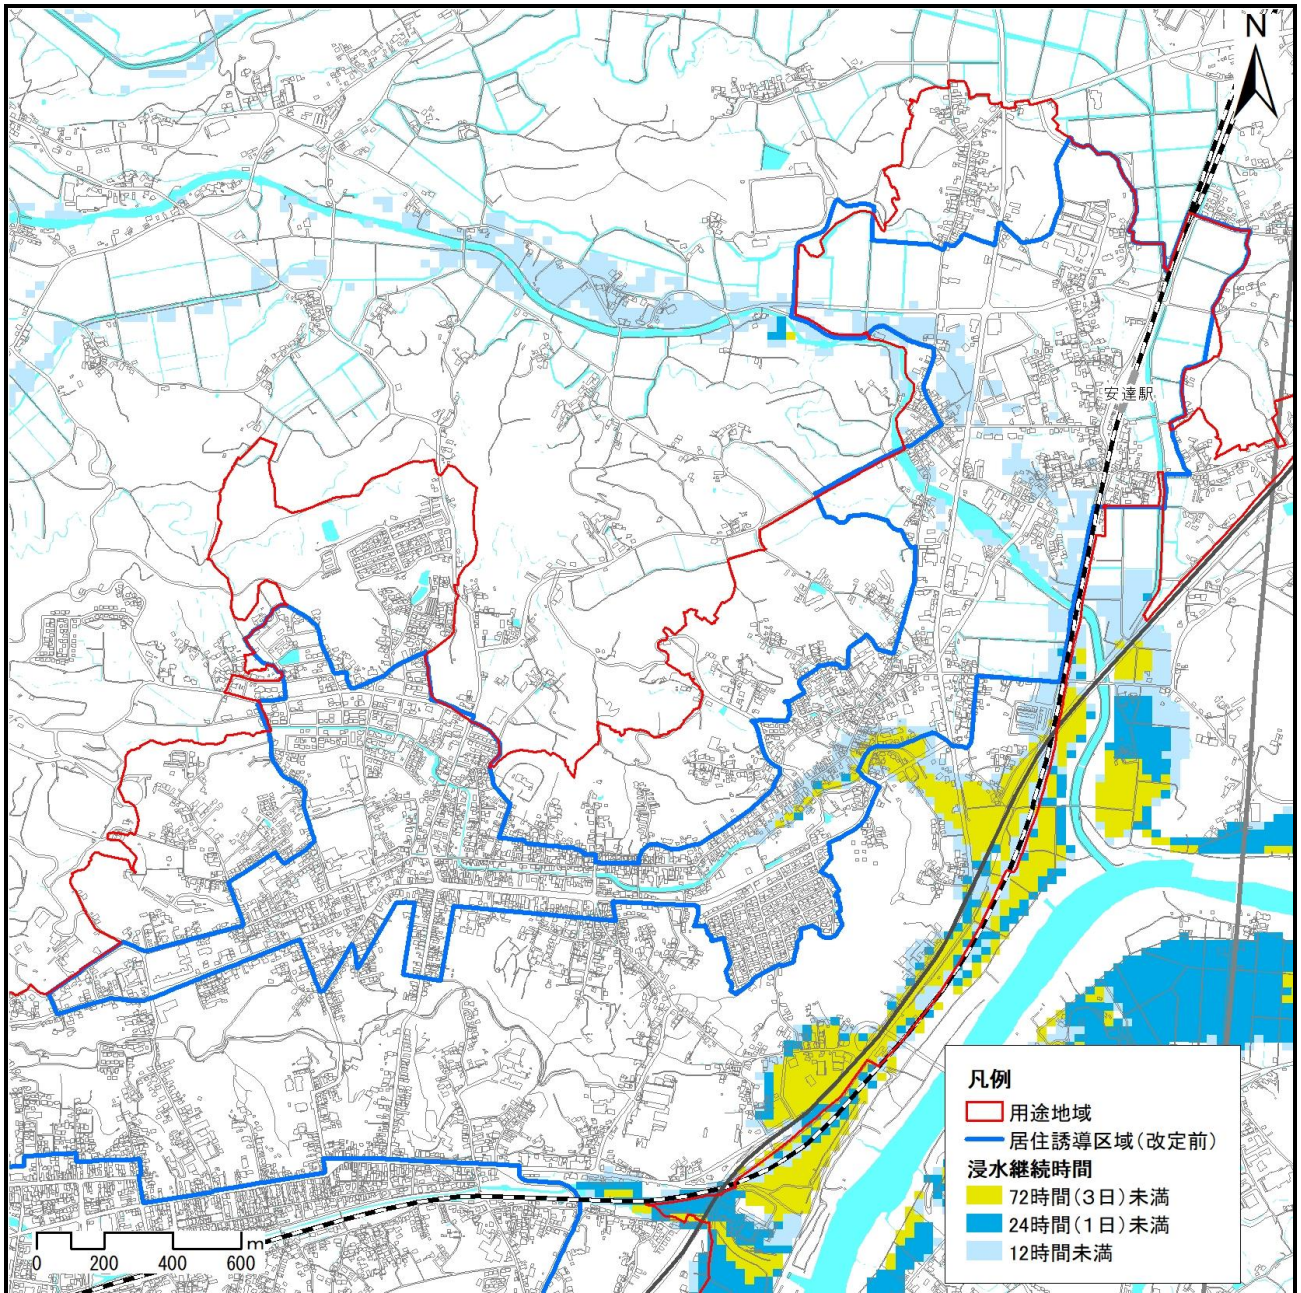 N
安達駅
凡例
用途地域
居住誘導区域(改定前)
浸水継続時間
72時間(3日)未満
24時間(1日)未満
12時間未満
0 200 400 600 m